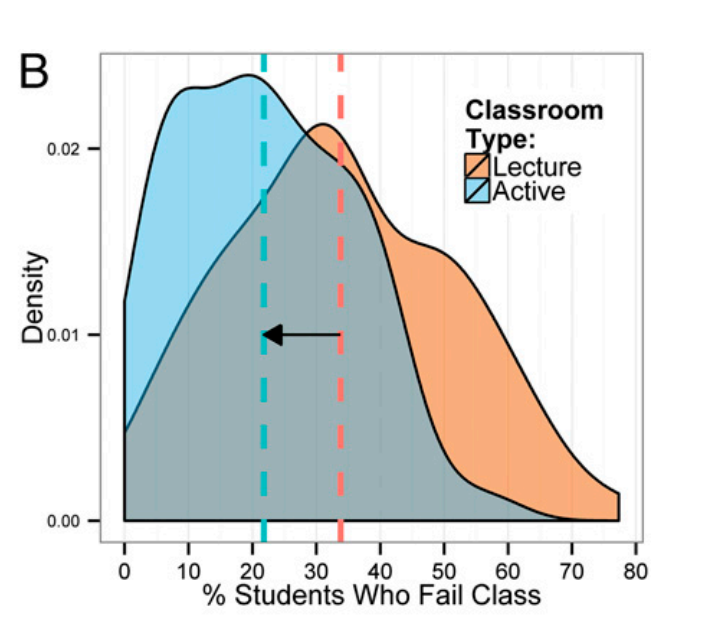 B
Classroom
Type:
Lecture
Active
0.02
0.01
0.00
Density
0 10 20 30 40 50 60 70 80
% Students Who Fail Class